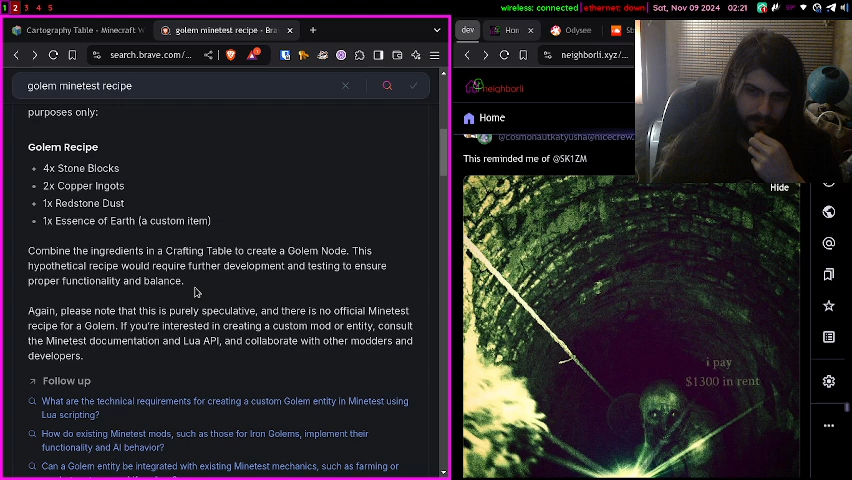 1 2 3 4 5
wireless: connected | ethernet: down | Sat, Nov 09 2024 | 02:21
Cartography Table - Minecraft W
golem minetest recipe - Bra
search.brave.com/...
golem minetest recipe
purposes only:
Golem Recipe
4x Stone Blocks
2x Copper Ingots
1x Redstone Dust
1x Essence of Earth (a custom item)
Combine the ingredients in a Crafting Table to create a Golem Node. This
hypothetical recipe would require further development and testing to ensure
proper functionality and balance.
Again, please note that this is purely speculative, and there is no official Minetest
recipe for a Golem. If you're interested in creating a custom mod or entity, consult
the Minetest documentation and Lua API, and collaborate with other modders and
developers.
Follow up
What are the technical requirements for creating a custom Golem entity in Minetest using
Lua scripting?
How do existing Minetest mods, such as those for Iron Golems, implement their
functionality and AI behavior?
Can a Golem entity be integrated with existing Minetest mechanics, such as farming or
dev
Hon
Odysee
Sto
neighborli.xyz/...
neighborli
Home
@cosmonautkatyusha@nicecrew.
This reminded me of @SK1ZM
Hide
i pay
$1300 in rent